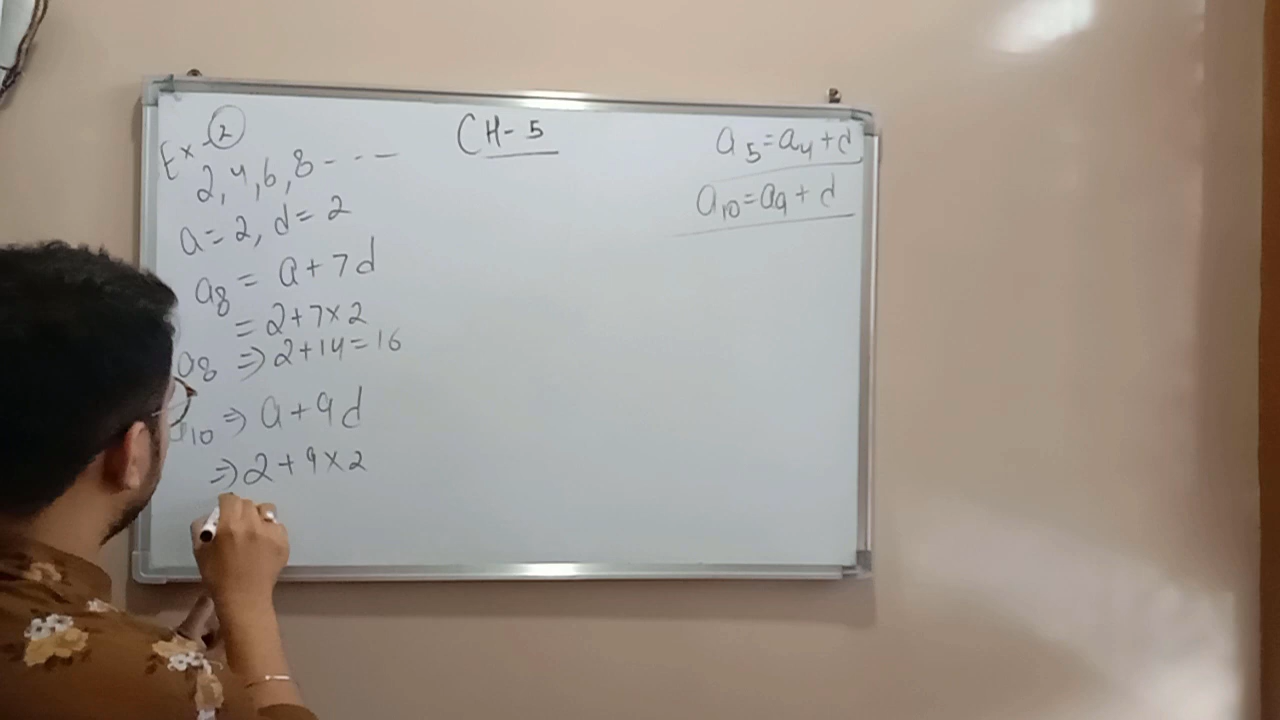 CH-5
Ex-2
2, 4, 6, 8 - - -
a = 2, d = 2
a8 = a + 7d
= 2 + 7 × 2
a8 ⇒ 2 + 14 = 16
a10 ⇒ a + 9d
⇒ 2 + 9 × 2
a5 = a4 + d
a10 = a9 + d